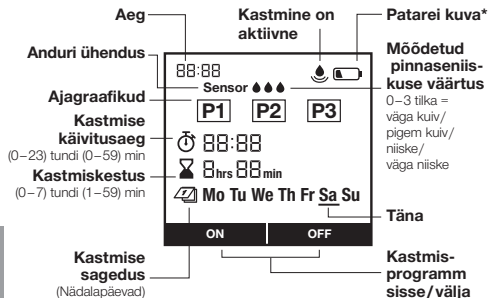 Aeg
Kastmine on
aktiivne
Patarei kuva*
Anduri ühendus
88:88
Sensor
Mõõdetud
pinnaseniis-
kuse väärtus
0–3 tilka =
väga kuiv/
pigem kuiv/
niiske/
väga niiske
Ajagraafikud
P1 P2 P3
Kastmise
käivitusaeg
(0–23) tundi (0–59) min
88:88
Kastmiskestus
(0–7) tundi (1–59) min
8hrs 88min
Mo Tu We Th Fr Sa Su
Täna
ON OFF
Kastmise
sagedus
(Nädalapäevad)
Kastmis-
programm
sisse/välja